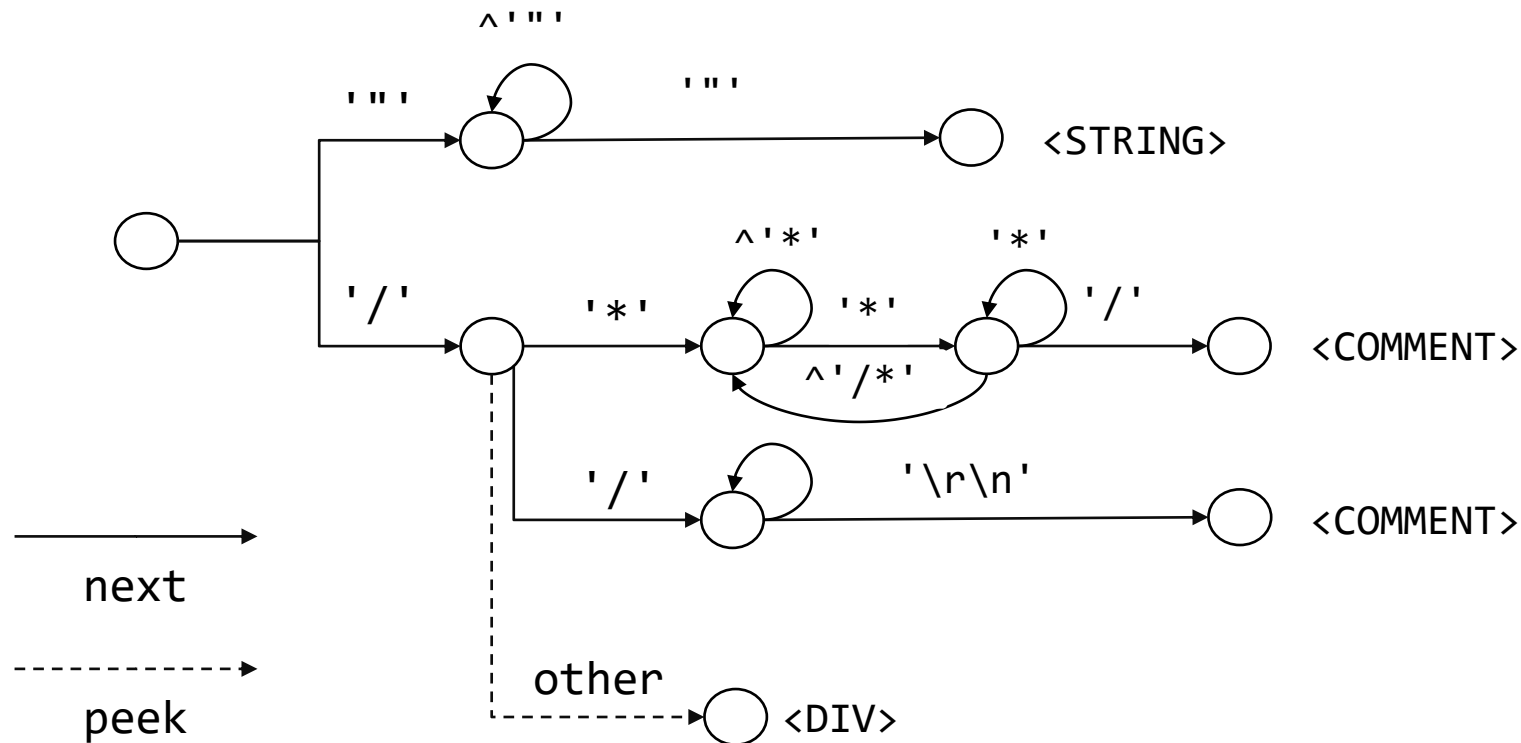 ^'"'
'"'
'"'
<STRING>
^'*'
'*'
'/'
'*'
'*'
'/'
<COMMENT>
^'/*'
'/'
'\r\n'
<COMMENT>
next
other
peek
<DIV>